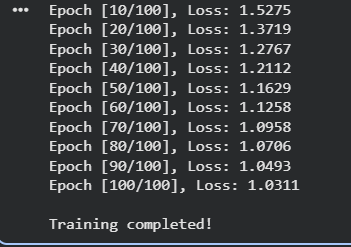 Epoch [10/100], Loss: 1.5275
Epoch [20/100], Loss: 1.3719
Epoch [30/100], Loss: 1.2767
Epoch [40/100], Loss: 1.2112
Epoch [50/100], Loss: 1.1629
Epoch [60/100], Loss: 1.1258
Epoch [70/100], Loss: 1.0958
Epoch [80/100], Loss: 1.0706
Epoch [90/100], Loss: 1.0493
Epoch [100/100], Loss: 1.0311
Training completed!